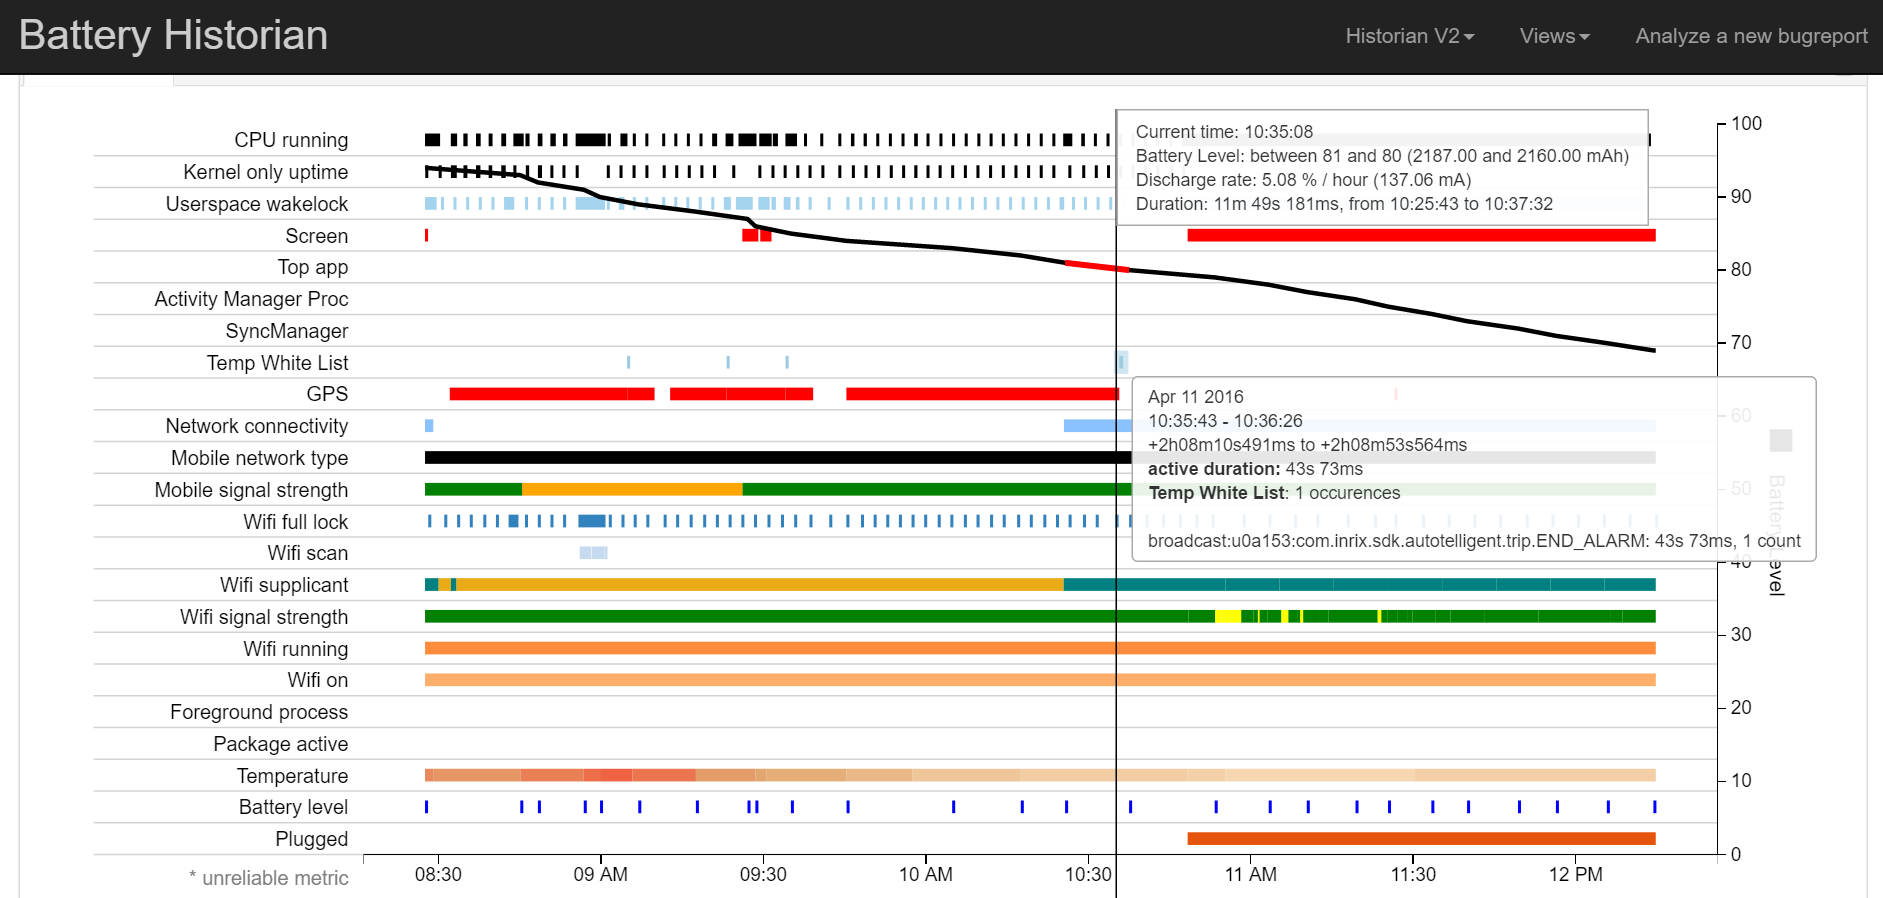 Battery Historian
Historian V2 Views Analyze a new bugreport
CPU running
Kernel only uptime
Userspace wakelock
Screen
Top app
Activity Manager Proc
SyncManager
Temp White List
GPS
Network connectivity
Mobile network type
Mobile signal strength
Wifi full lock
Wifi scan
Wifi supplicant
Wifi signal strength
Wifi running
Wifi on
Foreground process
Package active
Temperature
Battery level
Plugged
* unreliable metric
Current time: 10:35:08
Battery Level: between 81 and 80 (2187.00 and 2160.00 mAh)
Discharge rate: 5.08 % / hour (137.06 mA)
Duration: 11m 49s 181ms, from 10:25:43 to 10:37:32
Apr 11 2016
10:35:43 - 10:36:26
+2h08m10s491ms to +2h08m53s564ms
active duration: 43s 73ms
Temp White List: 1 occurences
broadcast:u0a153:com.inrix.sdk.autotelligent.trip.END_ALARM: 43s 73ms, 1 count
100
90
80
70
60
50
40
30
20
10
0
Battery Level
08:30 09 AM 09:30 10 AM 10:30 11 AM 11:30 12 PM